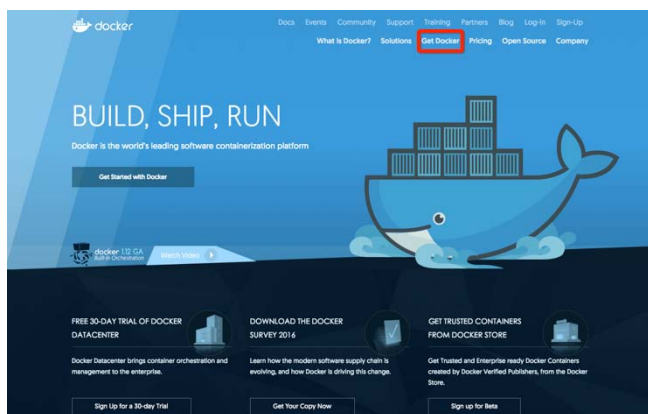 docker
Docs Events Community Support Training Partners Blog Log-In Sign-Up
What is Docker? Solutions Get Docker Pricing Open Source Company
BUILD, SHIP, RUN
Docker is the world's leading software containerization platform
Get Started with Docker
docker 1.12 GA
Built-in Orchestration
Watch Video
FREE 30-DAY TRIAL OF DOCKER
DATACENTER
Docker Datacenter brings container orchestration and
management to the enterprise.
Sign Up for a 30-day Trial
DOWNLOAD THE DOCKER
SURVEY 2016
Learn how the modern software supply chain is
evolving, and how Docker is driving this change.
Get Your Copy Now
GET TRUSTED CONTAINERS
FROM DOCKER STORE
Get Trusted and Enterprise ready Docker Containers
created by Docker Verified Publishers, from the Docker
Store.
Sign up for Beta